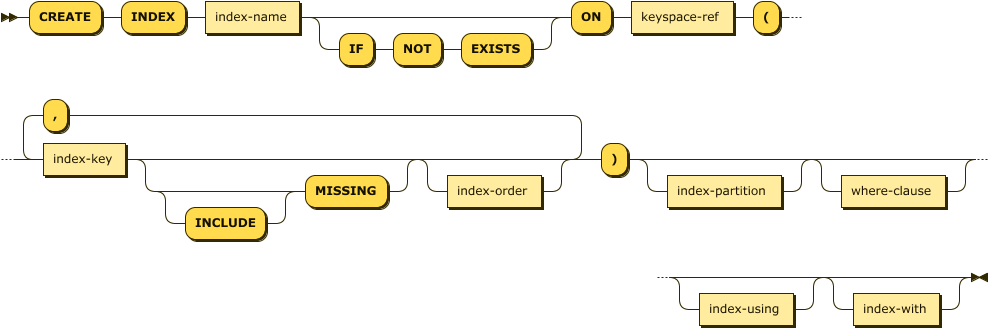 CREATE INDEX index-name ON keyspace-ref (
IF NOT EXISTS
,
index-key )
MISSING index-order index-partition where-clause
INCLUDE
index-using index-with